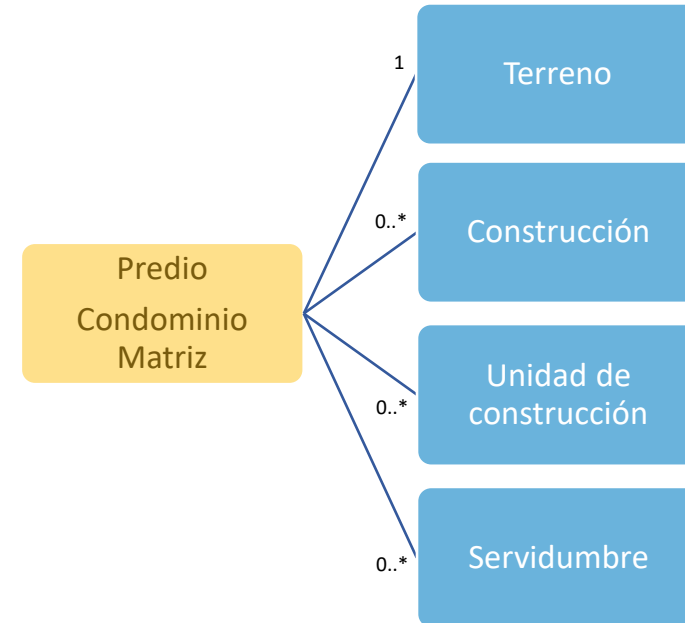 1
Terreno
0..*
Construcción
Predio
Condominio
Matriz
Unidad de
construcción
0..*
Servidumbre
0..*